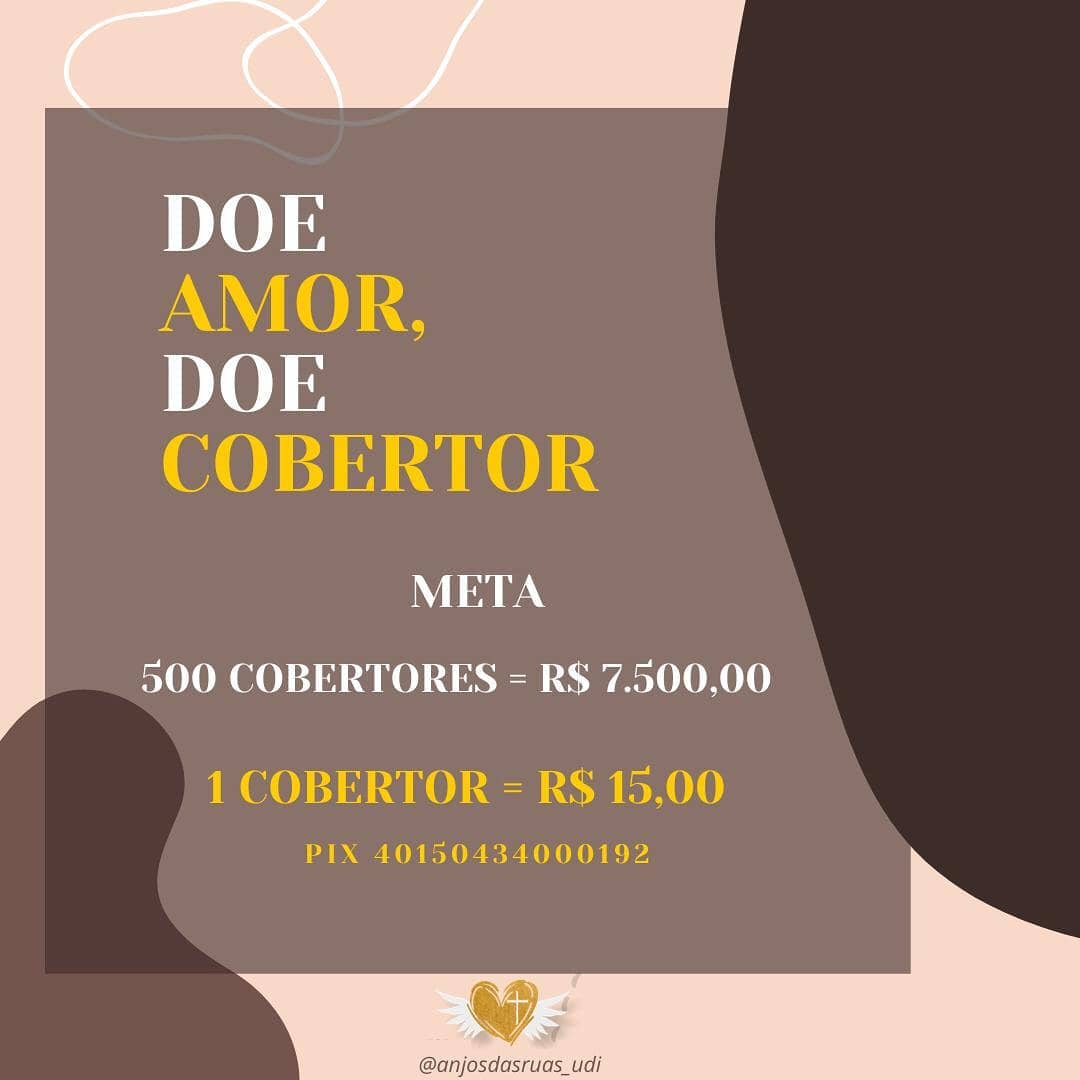 DOE
AMOR,
DOE
COBERTOR
META
500 COBERTORES = R$ 7.500,00
1 COBERTOR = R$ 15,00
PIX 40150434000192
@anjosdasruas_udi